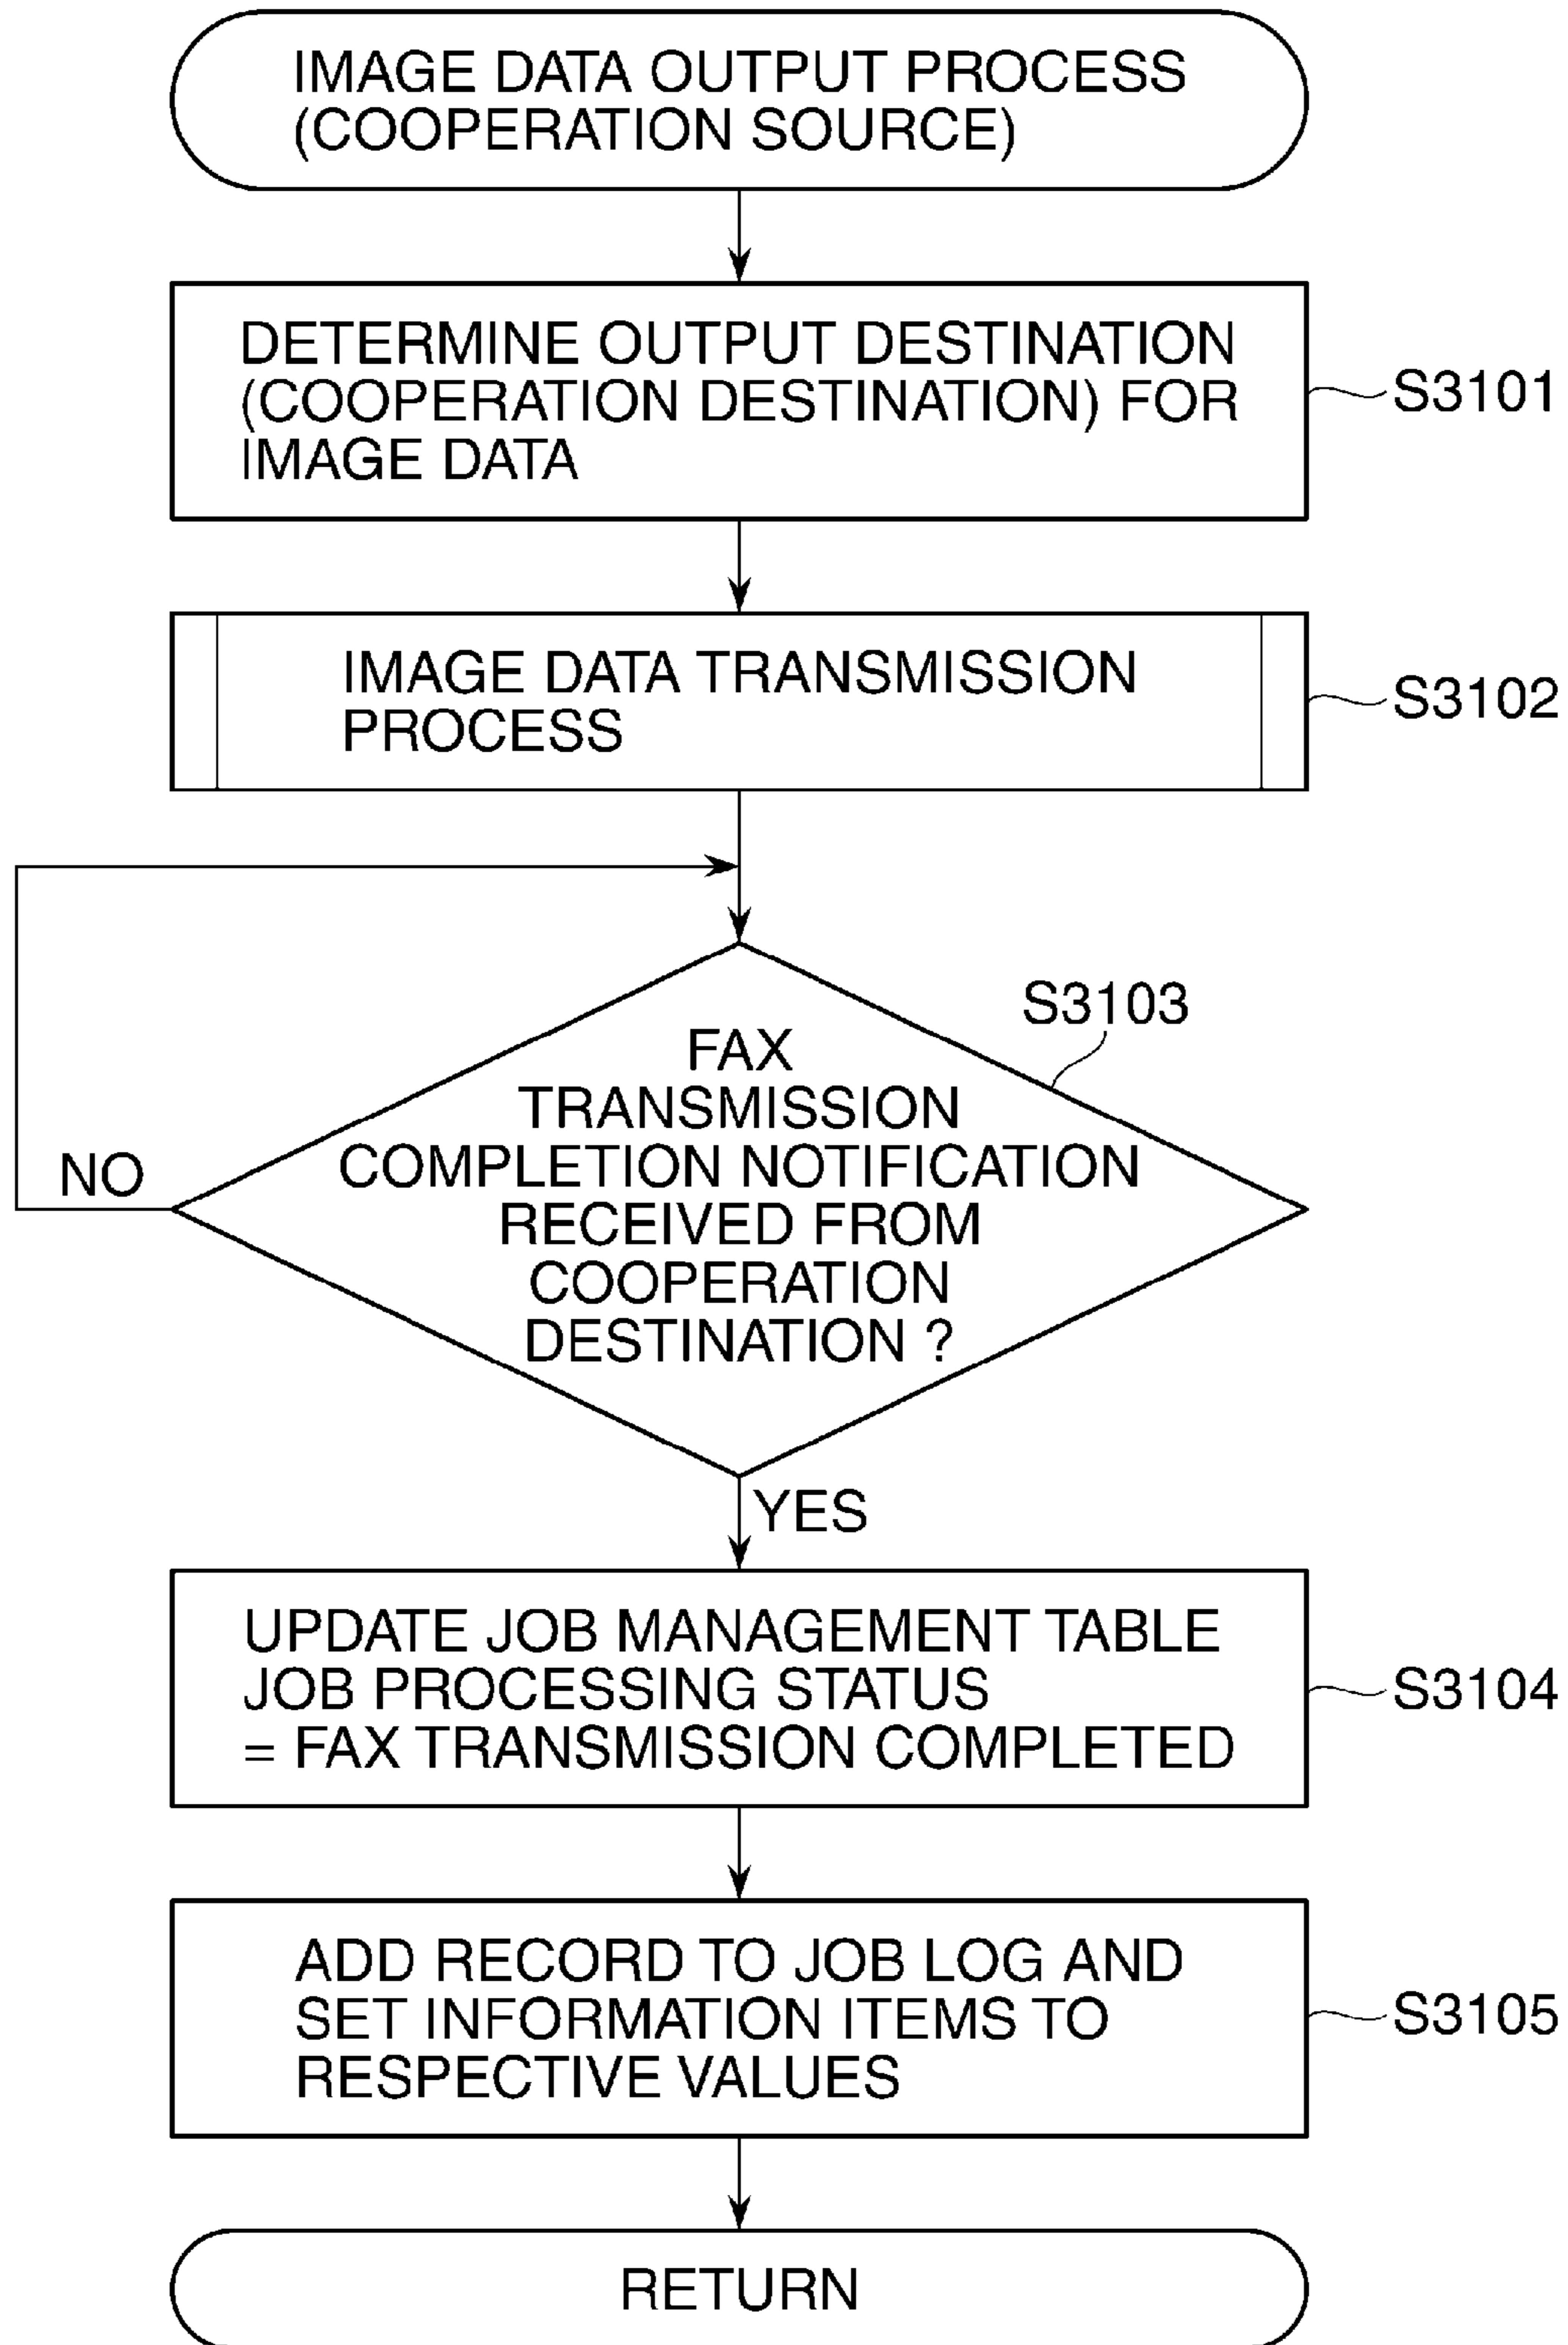 IMAGE DATA OUTPUT PROCESS
(COOPERATION SOURCE)
DETERMINE OUTPUT DESTINATION
(COOPERATION DESTINATION) FOR
IMAGE DATA
S3101
IMAGE DATA TRANSMISSION
PROCESS
S3102
S3103
FAX
TRANSMISSION
COMPLETION NOTIFICATION
RECEIVED FROM
COOPERATION
DESTINATION ?
NO
YES
UPDATE JOB MANAGEMENT TABLE
JOB PROCESSING STATUS
= FAX TRANSMISSION COMPLETED
S3104
ADD RECORD TO JOB LOG AND
SET INFORMATION ITEMS TO
RESPECTIVE VALUES
S3105
RETURN